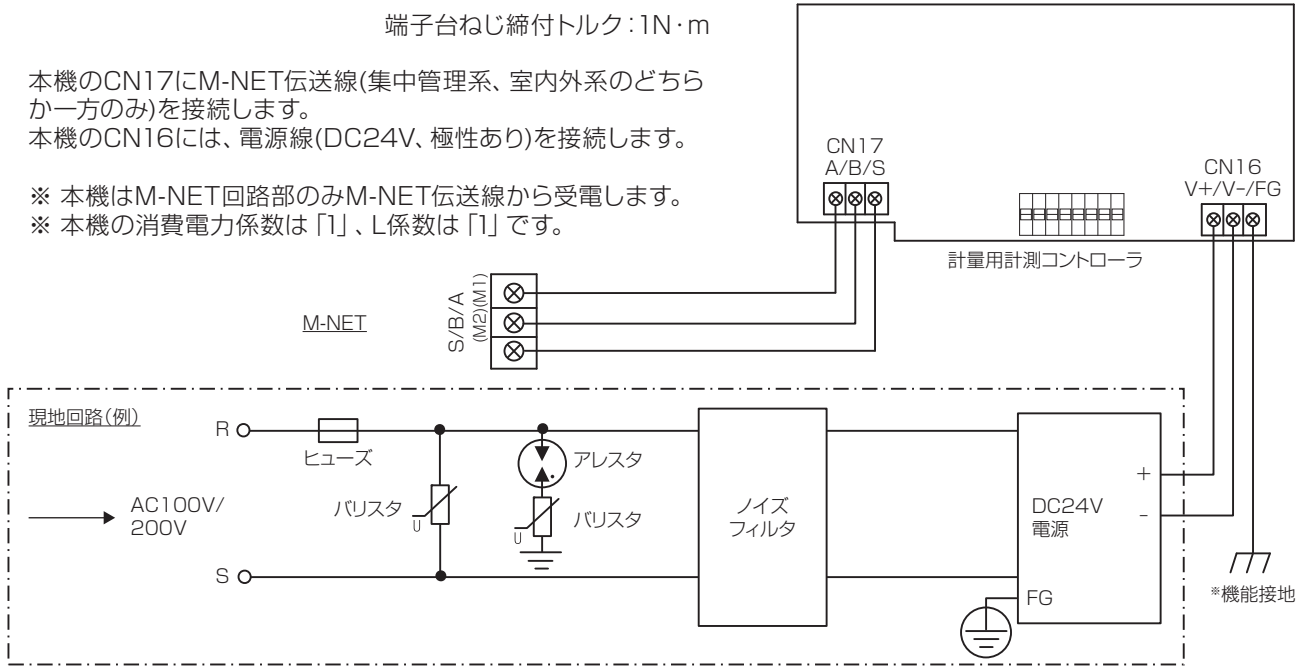 端子台ねじ締付トルク：1N・m
本機のCN17にM-NET伝送線(集中管理系、室内外系のどちら
か一方のみ)を接続します。
本機のCN16には、電源線(DC24V、極性あり)を接続します。
※ 本機はM-NET回路部のみM-NET伝送線から受電します。
※ 本機の消費電力係数は「1」、L係数は「1」です。
CN17
A/B/S
CN16
V+/V-/FG
計量用計測コントローラ
M-NET
S/B/A
(M2)(M1)
現地回路(例)
R
ヒューズ
アレスタ
AC100V/
200V
バリスタ
U
バリスタ
U
ノイズ
フィルタ
DC24V
電源
+
-
S
FG
※機能接地